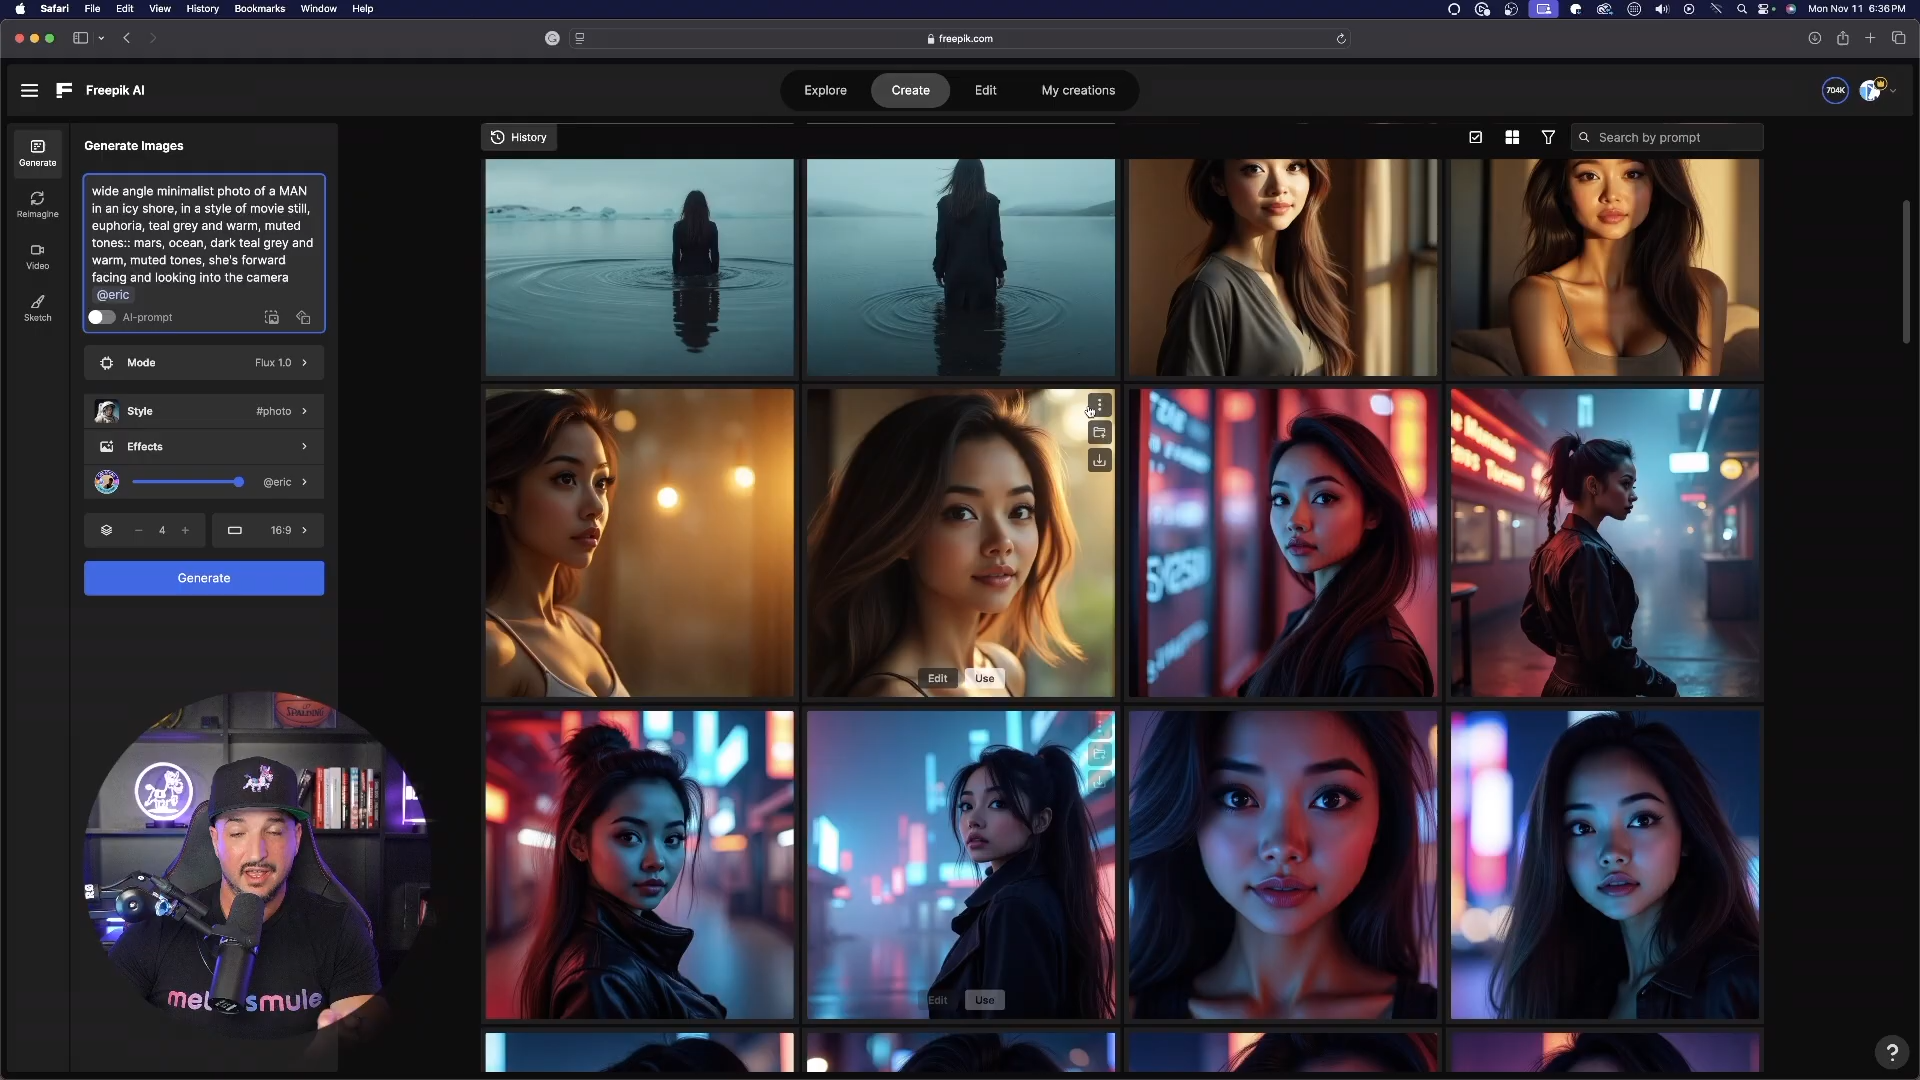 Safari File Edit View History Bookmarks Window Help
Mon Nov 11 6:36 PM
freepik.com
Freepik AI
Explore Create Edit My creations
704K
Generate
Reimagine
Video
Sketch
Generate Images
wide angle minimalist photo of a MAN
in an icy shore, in a style of movie still,
euphoria, teal grey and warm, muted
tones:: mars, ocean, dark teal grey and
warm, muted tones, she's forward
facing and looking into the camera
@eric
AI-prompt
Mode Flux 1.0
Style #photo
Effects
@eric
4
16:9
Generate
History
Search by prompt
Edit Use
Edit Use
SPALDING
?